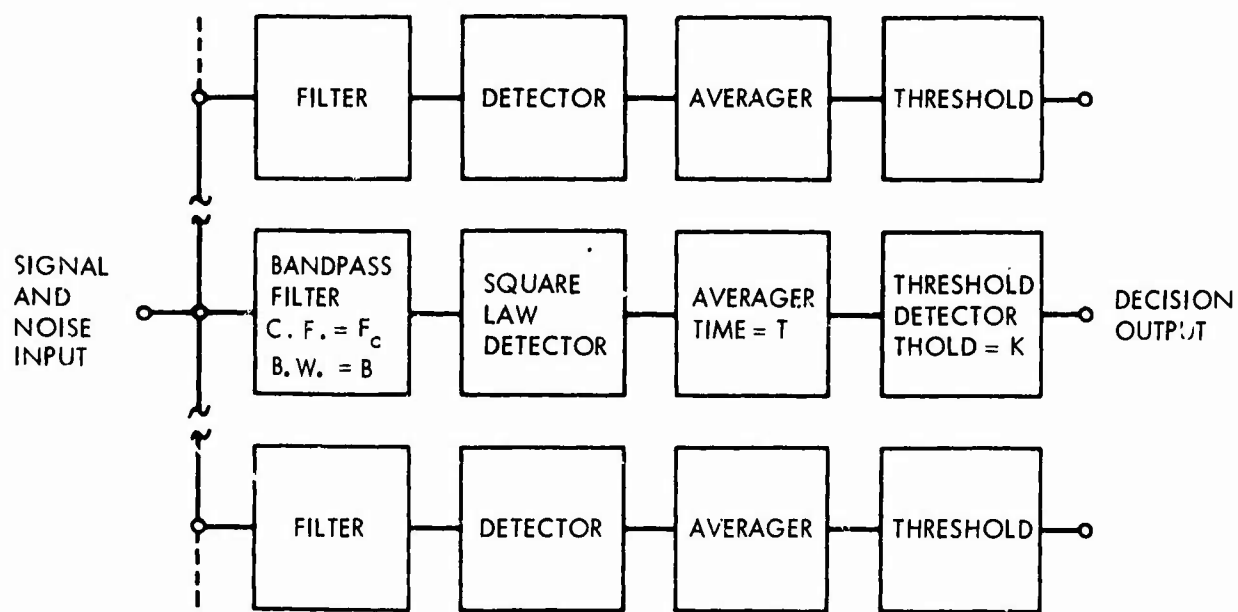 FILTER
DETECTOR
AVERAGER
THRESHOLD
SIGNAL
AND
NOISE
INPUT
BANDPASS
FILTER
C. F. = Fc
B. W. = B
SQUARE
LAW
DETECTOR
AVERAGER
TIME = T
THRESHOLD
DETECTOR
THOLD = K
DECISION
OUTPUT
FILTER
DETECTOR
AVERAGER
THRESHOLD